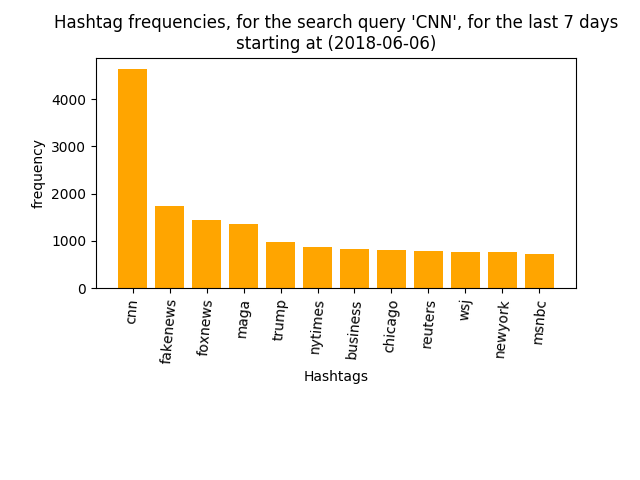 Hashtag frequencies, for the search query 'CNN', for the last 7 days
starting at (2018-06-06)
frequency
4000
3000
2000
1000
0
cnn
fakenews
foxnews
maga
trump
nytimes
business
chicago
reuters
wsj
newyork
msnbc
Hashtags